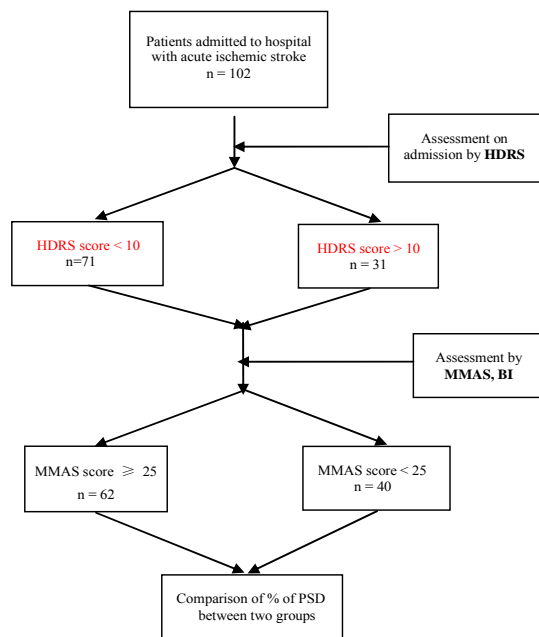 Patients admitted to hospital
with acute ischemic stroke
n = 102
Assessment on
admission by HDRS
HDRS score < 10
n=71
HDRS score > 10
n = 31
Assessment by
MMAS, BI
MMAS score ≥ 25
n = 62
MMAS score < 25
n = 40
Comparison of % of PSD
between two groups